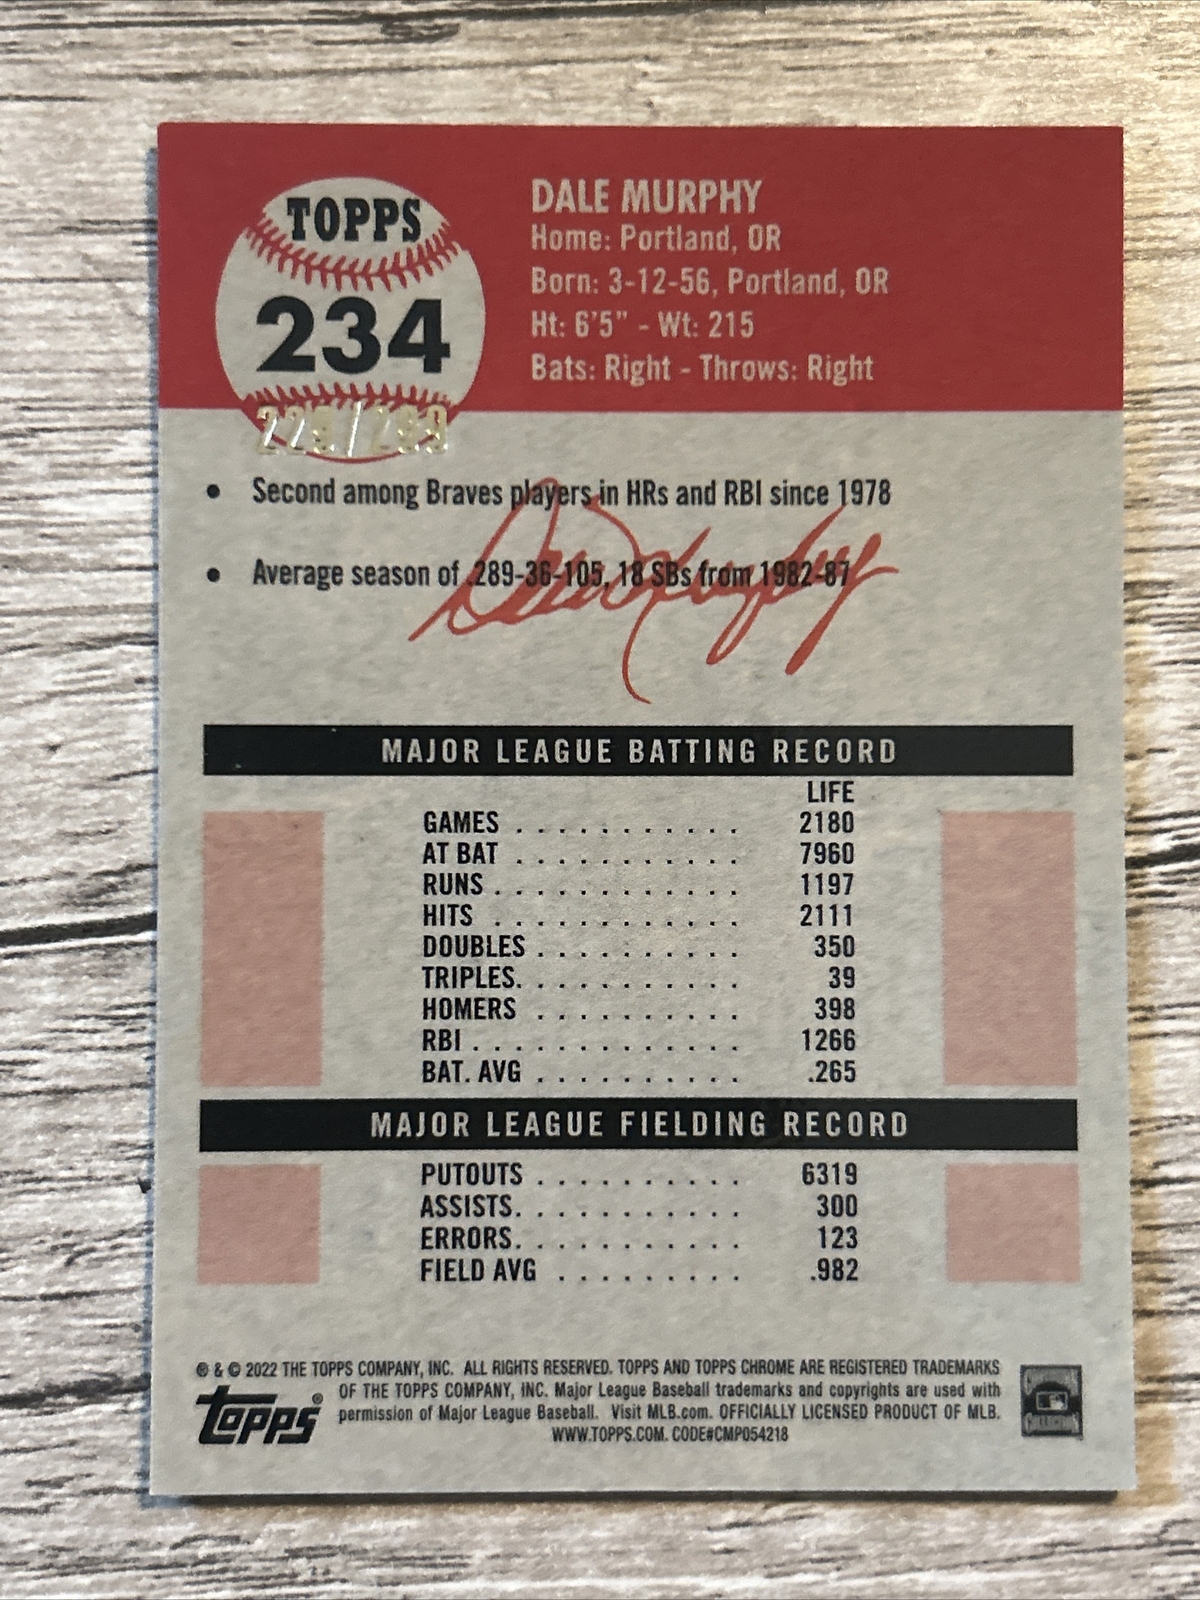 TOPPS
234
229/299
DALE MURPHY
Home: Portland, OR
Born: 3-12-56, Portland, OR
Ht: 6'5" - Wt: 215
Bats: Right - Throws: Right
• Second among Braves players in HRs and RBI since 1978
• Average season of .289-36-105, 18 SBs from 1982-87
Dale Murphy
MAJOR LEAGUE BATTING RECORD
LIFE
GAMES . . . . . . . . . . . 2180
AT BAT . . . . . . . . . . . 7960
RUNS . . . . . . . . . . . . 1197
HITS . . . . . . . . . . . . 2111
DOUBLES . . . . . . . . . . 350
TRIPLES. . . . . . . . . . . 39
HOMERS . . . . . . . . . . 398
RBI . . . . . . . . . . . . . 1266
BAT. AVG . . . . . . . . . . .265
MAJOR LEAGUE FIELDING RECORD
PUTOUTS . . . . . . . . . . 6319
ASSISTS. . . . . . . . . . . 300
ERRORS. . . . . . . . . . . 123
FIELD AVG . . . . . . . . . .982
® & © 2022 THE TOPPS COMPANY, INC. ALL RIGHTS RESERVED. TOPPS AND TOPPS CHROME ARE REGISTERED TRADEMARKS
OF THE TOPPS COMPANY, INC. Major League Baseball trademarks and copyrights are used with
permission of Major League Baseball. Visit MLB.com. OFFICIALLY LICENSED PRODUCT OF MLB.
WWW.TOPPS.COM. CODE#CMP054218
topps®
COLLECTION